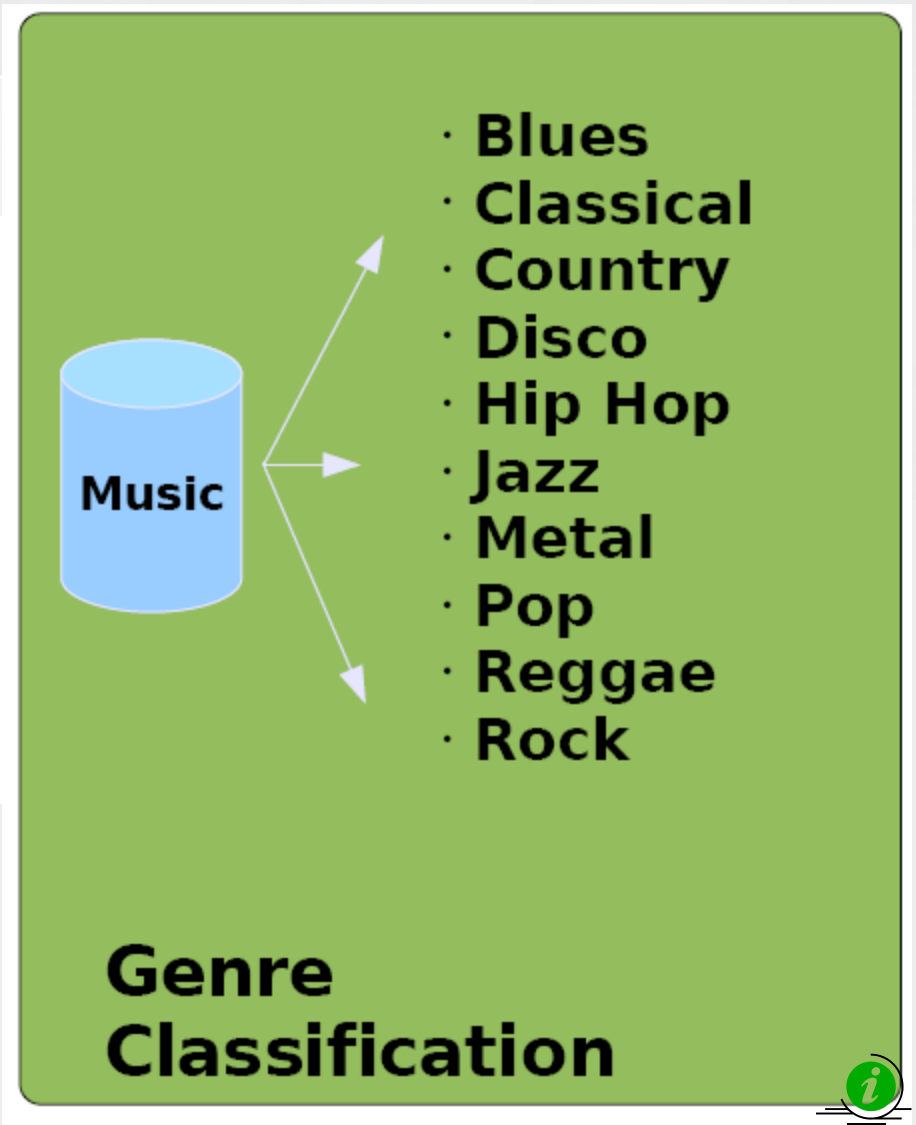 · Blues
· Classical
· Country
· Disco
· Hip Hop
· Jazz
· Metal
· Pop
· Reggae
· Rock
Music
Genre
Classification
i